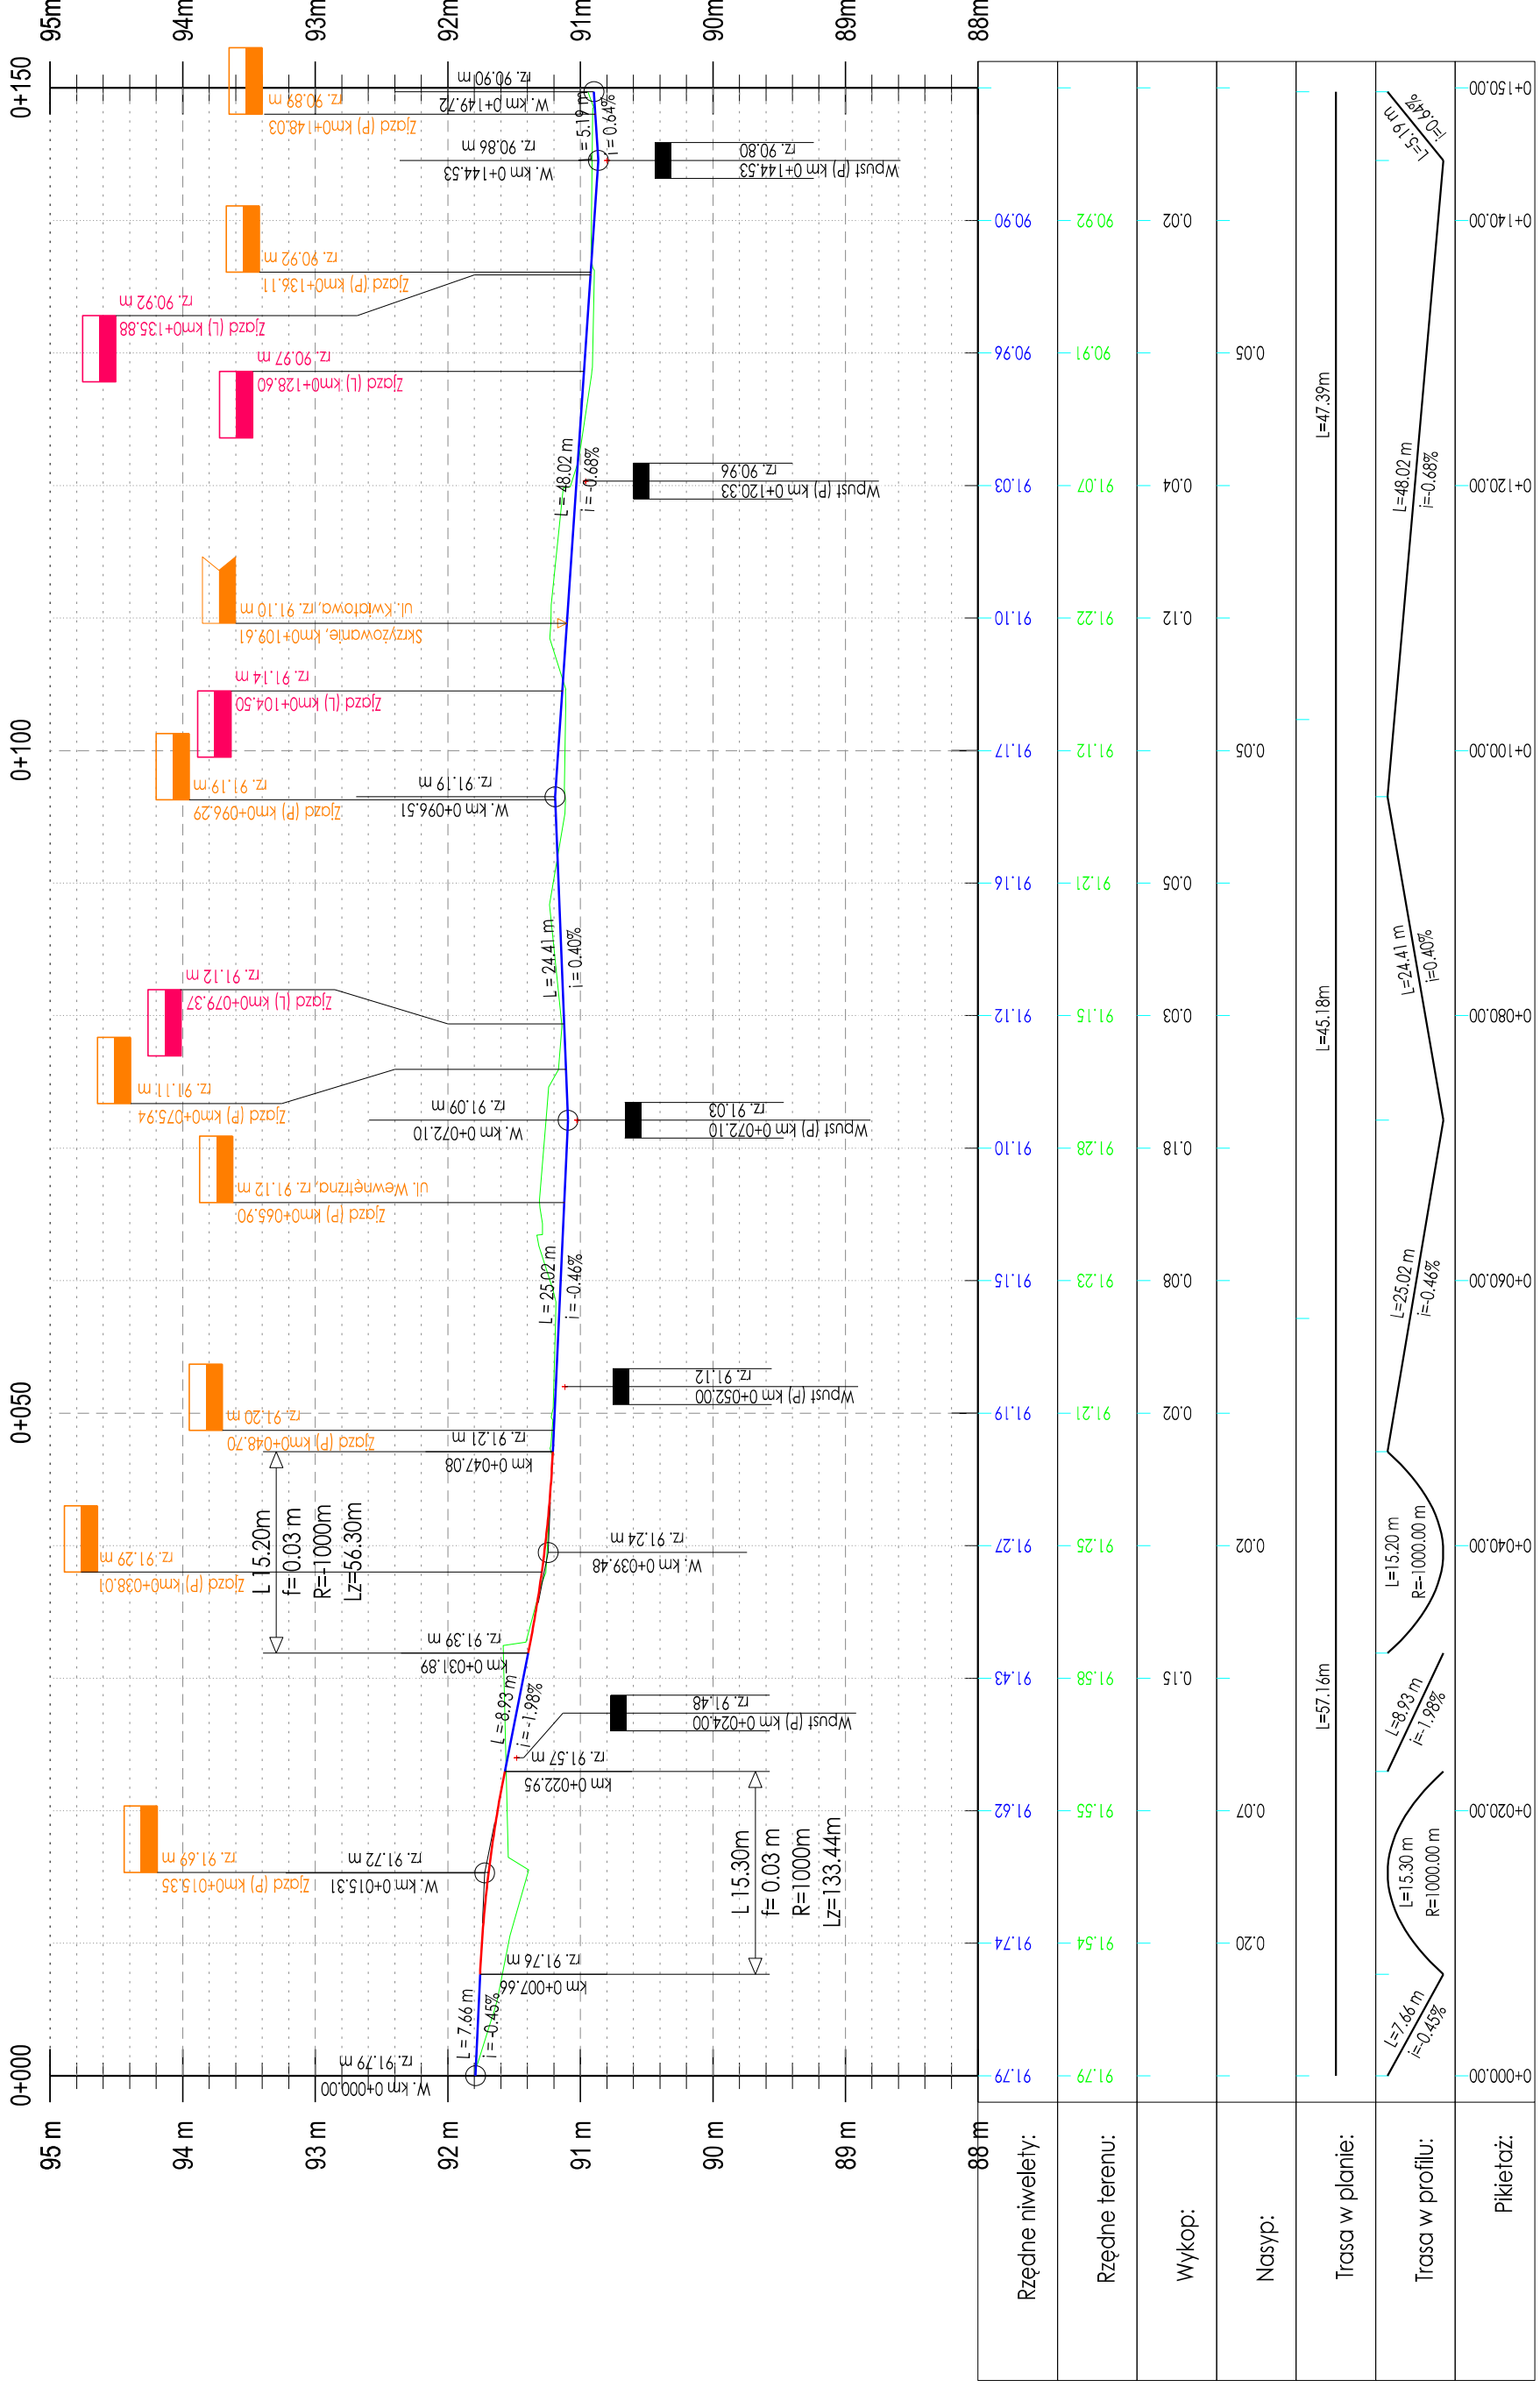 0+000
0+050
0+100
0+150
95m
94m
93m
92m
91m
90m
89m
88m
95 m
94 m
93 m
92 m
91 m
90 m
89 m
88 m
W. km 0+000.00
rz. 91.79 m
L = 7.66 m
i = -0.45%
km 0+007.66
rz. 91.76 m
Zjazd (P) km0+015.35
rz. 91.69 m
W. km 0+015.31
rz. 91.72 m
L 15.30m
f= 0.03 m
R=1000m
Lz=133.44m
km 0+022.95
rz. 91.57 m
Wpust (P) km 0+024.00
rz. 91.48
L = 8.93 m
i = -1.98%
km 0+031.89
rz. 91.39 m
Zjazd (P) km0+038.01
rz. 91.29 m
L 15.20m
f= 0.03 m
R=-1000m
Lz=56.30m
W. km 0+039.48
rz. 91.24 m
km 0+047.08
rz. 91.21 m
Zjazd (P) km0+048.70
rz. 91.20 m
Wpust (P) km 0+052.00
rz. 91.12
L = 25.02 m
i = -0.46%
Zjazd (P) km0+065.90
ul. Wewnętrzna, rz. 91.12 m
W. km 0+072.10
rz. 91.09 m
Wpust (P) km 0+072.10
rz. 91.03
Zjazd (P) km0+075.94
rz. 91.11 m
Zjazd (L) km0+079.37
rz. 91.12 m
L = 24.41 m
i = 0.40%
Zjazd (P) km0+096.29
rz. 91.19 m
W. km 0+096.51
rz. 91.19 m
Zjazd (L) km0+104.50
rz. 91.14 m
Skrzyżowanie, km0+109.61
ul. Kwiatowa, rz. 91.10 m
Wpust (P) km 0+120.33
rz. 90.96
L = 48.02 m
i = -0.68%
Zjazd (L) km0+128.60
rz. 90.97 m
Zjazd (L) km0+135.88
rz. 90.92 m
Zjazd (P) km0+136.11
rz. 90.92 m
W. km 0+144.53
rz. 90.86 m
Wpust (P) km 0+144.53
rz. 90.80
L = 5.19 m
i = 0.64%
Zjazd (P) km0+148.03
rz. 90.89 m
W. km 0+149.72
rz. 90.90 m
Rzędne niwelety:
91.79
91.74
91.62
91.43
91.27
91.19
91.15
91.10
91.12
91.16
91.17
91.10
91.03
90.96
90.90
Rzędne terenu:
91.79
91.54
91.55
91.58
91.25
91.21
91.23
91.28
91.15
91.21
91.12
91.22
91.07
90.91
90.92
Wykop:
0.15
0.02
0.08
0.18
0.03
0.05
0.12
0.04
0.02
Nasyp:
0.20
0.07
0.02
0.05
0.05
Trasa w planie:
L=57.16m
L=45.18m
L=47.39m
Trasa w profilu:
L=7.66 m
i=-0.45%
L=15.30 m
R=1000.00 m
L=8.93 m
i=-1.98%
L=15.20 m
R=-1000.00 m
L=25.02 m
i=-0.46%
L=24.41 m
i=0.40%
L=48.02 m
i=-0.68%
L=5.19 m
i=0.64%
Pikietaż:
0+000.00
0+020.00
0+040.00
0+060.00
0+080.00
0+100.00
0+120.00
0+140.00
0+150.00